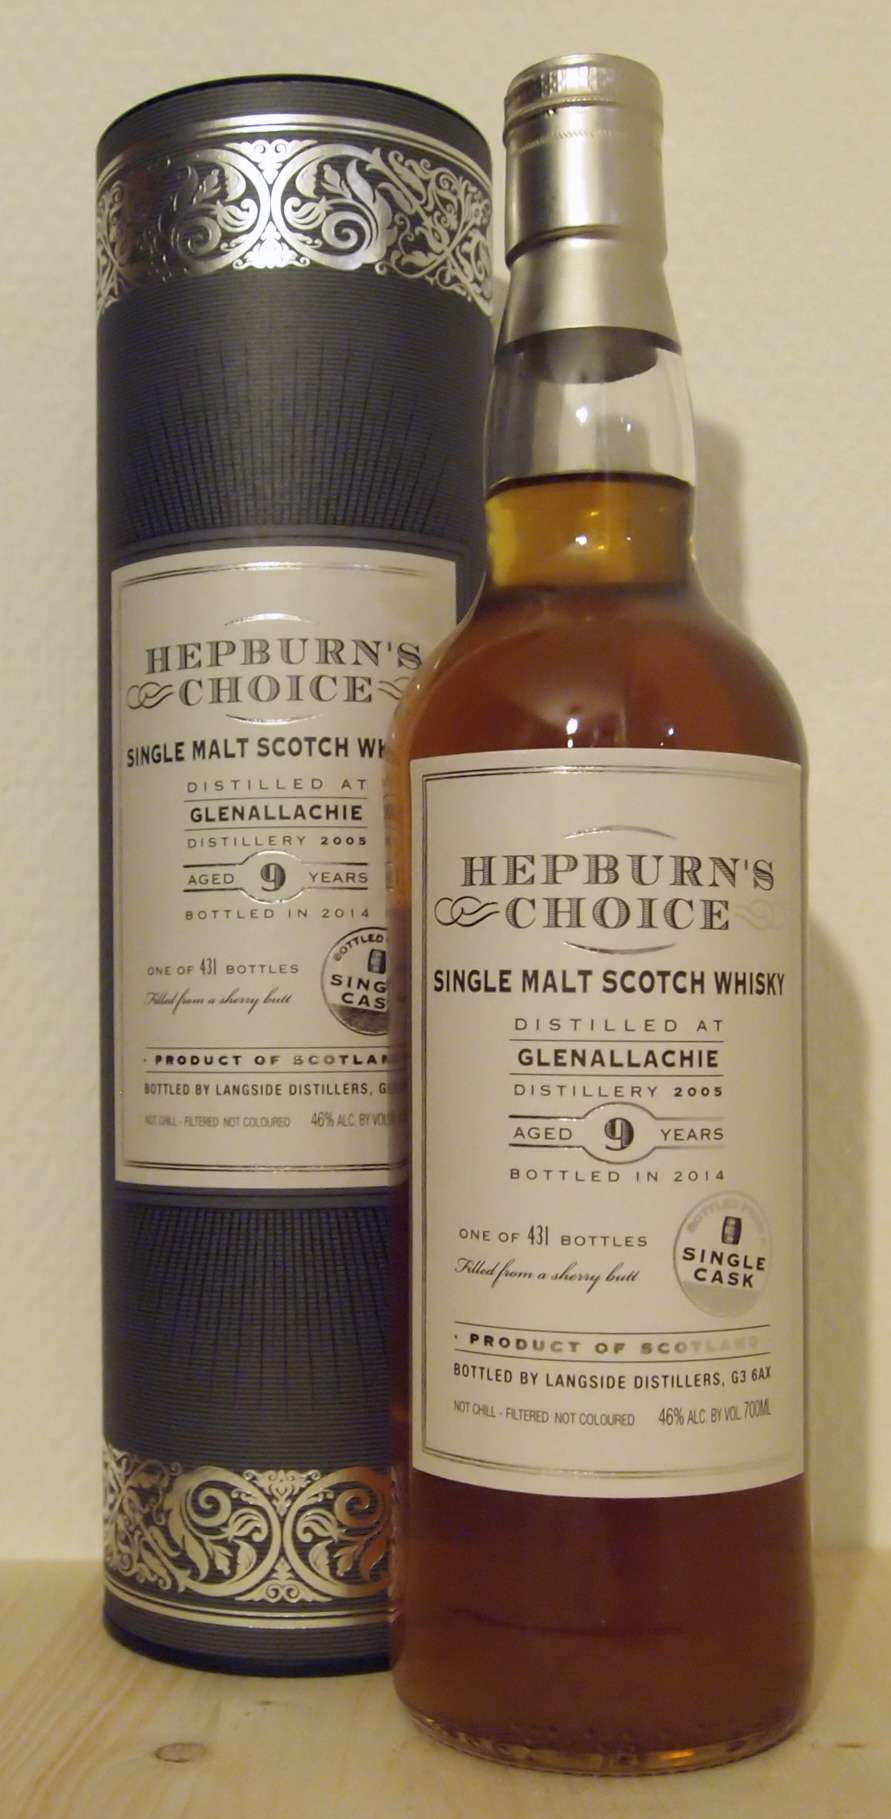 HEPBURN'S
CHOICE
SINGLE MALT SCOTCH
DISTILLED AT
GLENALLACHIE
DISTILLERY 2005
AGED 9 YEARS
BOTTLED IN 2014
ONE OF 431 BOTTLES
Filled from a sherry butt
BOTTLED
SING
CAS
· PRODUCT OF SCOTLAN
BOTTLED BY LANGSIDE DISTILLERS,
NOT CHILL - FILTERED NOT COLOURED 46% ALC. BY VOL.
HEPBURN'S
CHOICE
SINGLE MALT SCOTCH WHISKY
DISTILLED AT
GLENALLACHIE
DISTILLERY 2005
AGED 9 YEARS
BOTTLED IN 2014
ONE OF 431 BOTTLES
Filled from a sherry butt
BOTTLED
SINGLE
CASK
· PRODUCT OF SCOTLAND
BOTTLED BY LANGSIDE DISTILLERS, G3 6AX
NOT CHILL - FILTERED NOT COLOURED 46% ALC. BY VOL. 700ML